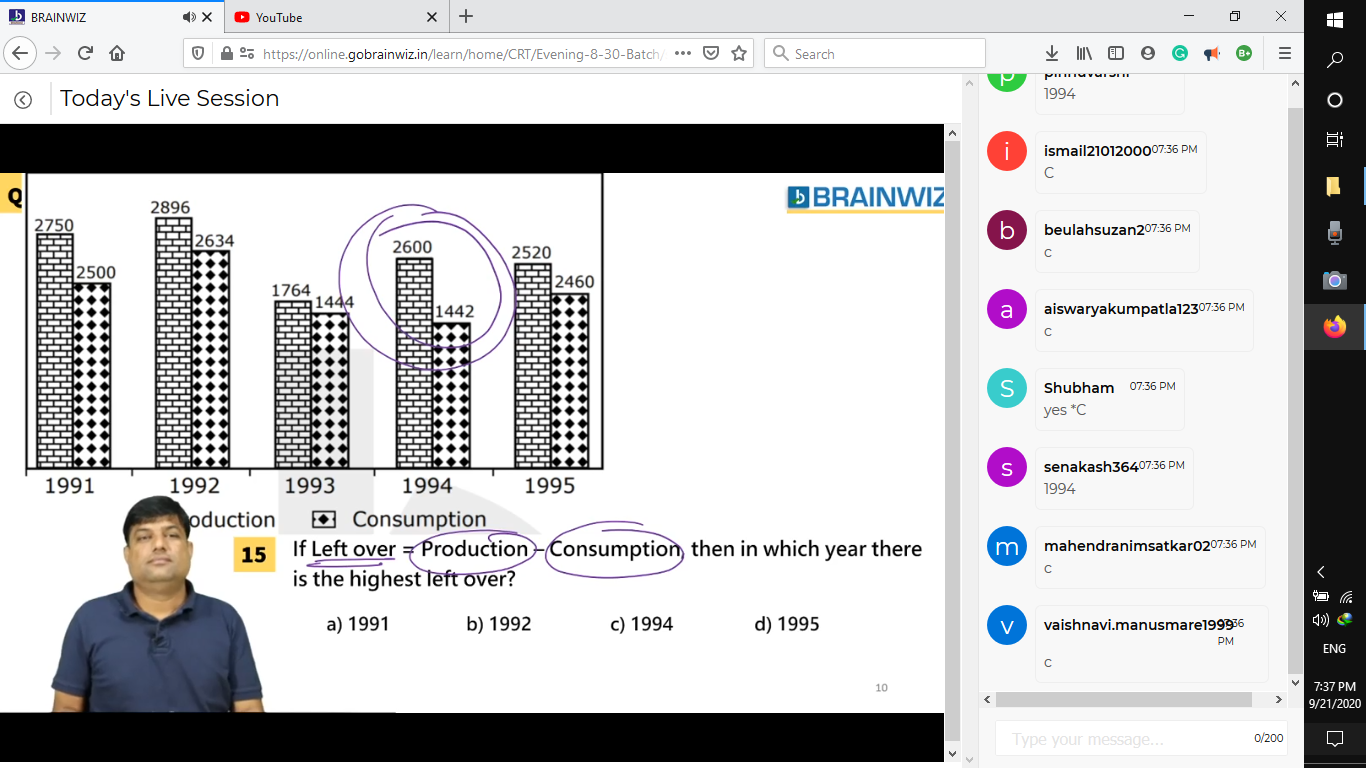 BRAINWIZ
YouTube
https://online.gobrainwiz.in/learn/home/CRT/Evening-8-30-Batch/
Search
Today's Live Session
Q
BRAINWIZ
2750
2500
2896
2634
1764
1444
2600
1442
2520
2460
1991 1992 1993 1994 1995
oduction Consumption
15 If Left over = Production – Consumption, then in which year there
is the highest left over?
a) 1991 b) 1992 c) 1994 d) 1995
10
1994
i
ismail21012000 07:36 PM
C
b
beulahsuzan2 07:36 PM
c
a
aiswaryakumpatla123 07:36 PM
c
S
Shubham 07:36 PM
yes *C
s
senakash364 07:36 PM
1994
m
mahendranimsatkar02 07:36 PM
c
v
vaishnavi.manusmare1999
PM
c
Type your message... 0/200
B+
ENG
7:37 PM
9/21/2020